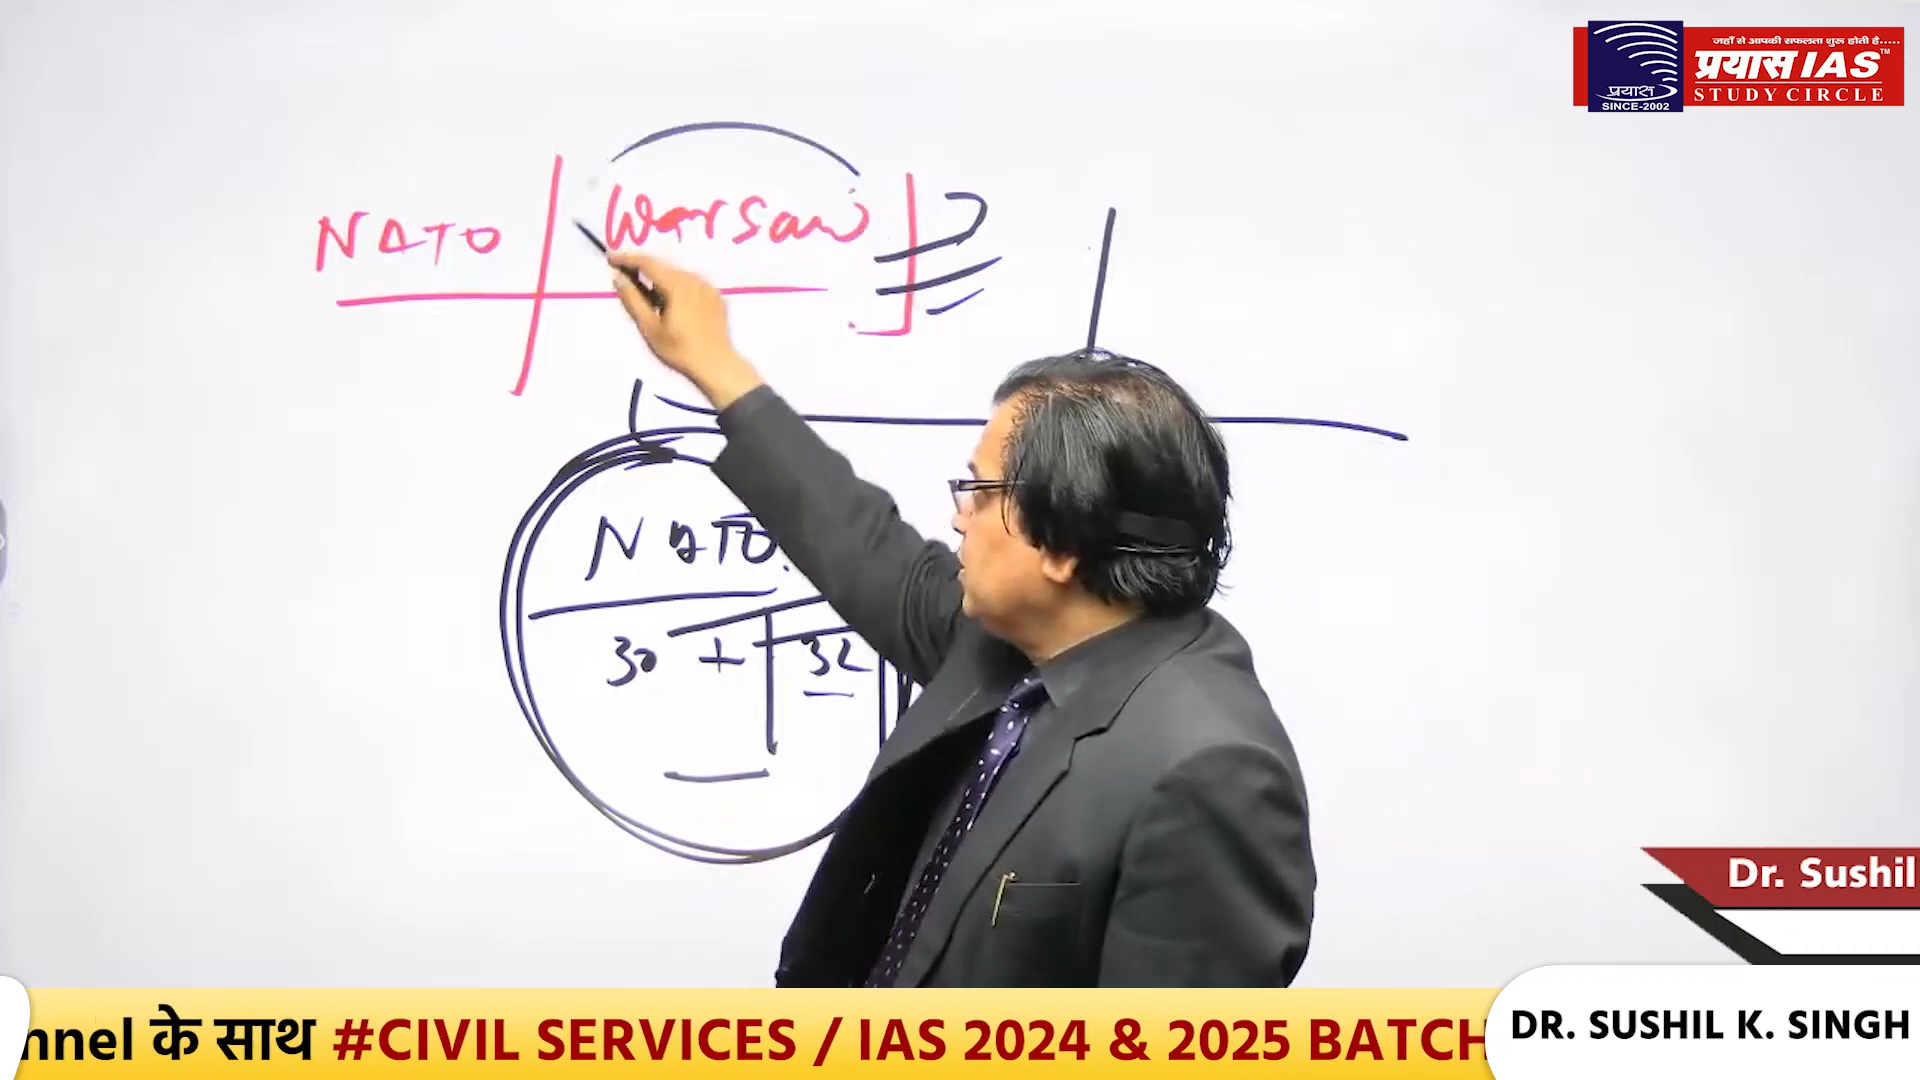 जहाँ से आपकी सफलता शुरू होती है.....
प्रयास IAS™
STUDY CIRCLE
प्रयास
SINCE-2002
NATO
Warsaw
NATO
30 + 32
Dr. Sushil
nnel के साथ #CIVIL SERVICES / IAS 2024 & 2025 BATCH
DR. SUSHIL K. SINGH